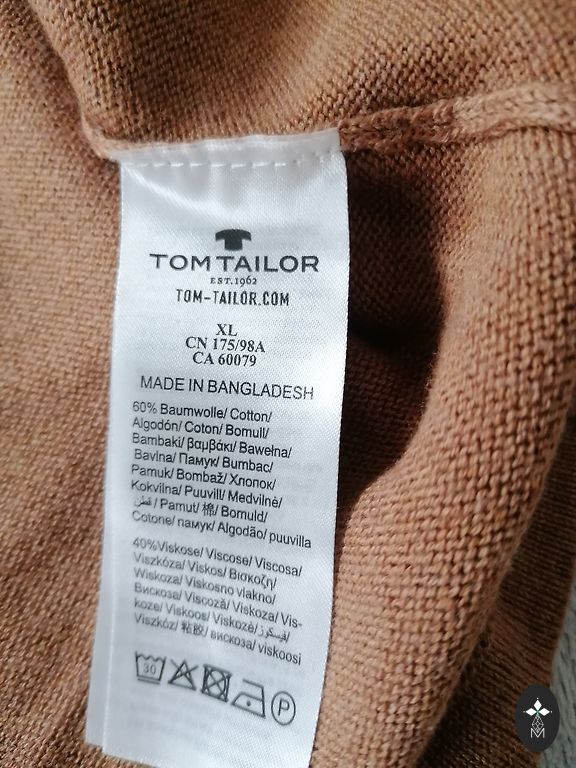 TOM TAILOR
EST.1962
TOM-TAILOR.COM
XL
CN 175/98A
CA 60079
MADE IN BANGLADESH
60% Baumwolle/ Cotton/
Algodón/ Coton/ Bomull/
Bambaki/ βαμβάκι/ Bawełna/
Bavlna/ Памук/ Bumbac/
Pamuk/ Bombaž/ Хлопок/
Kokvilna/ Puuvill/ Medvilnė/
قطن / Pamut/ 棉/ Bomuld/
Cotone/ памук/ Algodão/ puuvilla
40%Viskose/ Viscose/ Viscosa/
Viszkóza/ Viskos/ Βισκοζη/
Wiskoza/ Viskosno vlakno/
Вискоза/ Viscoză/ Viskoza/ Vis-
koze/ Viskoos/ Viskozė/ فيسكوز/
Viszkóz/ 粘胶/ вискоза/ viskoosi
30
P
M